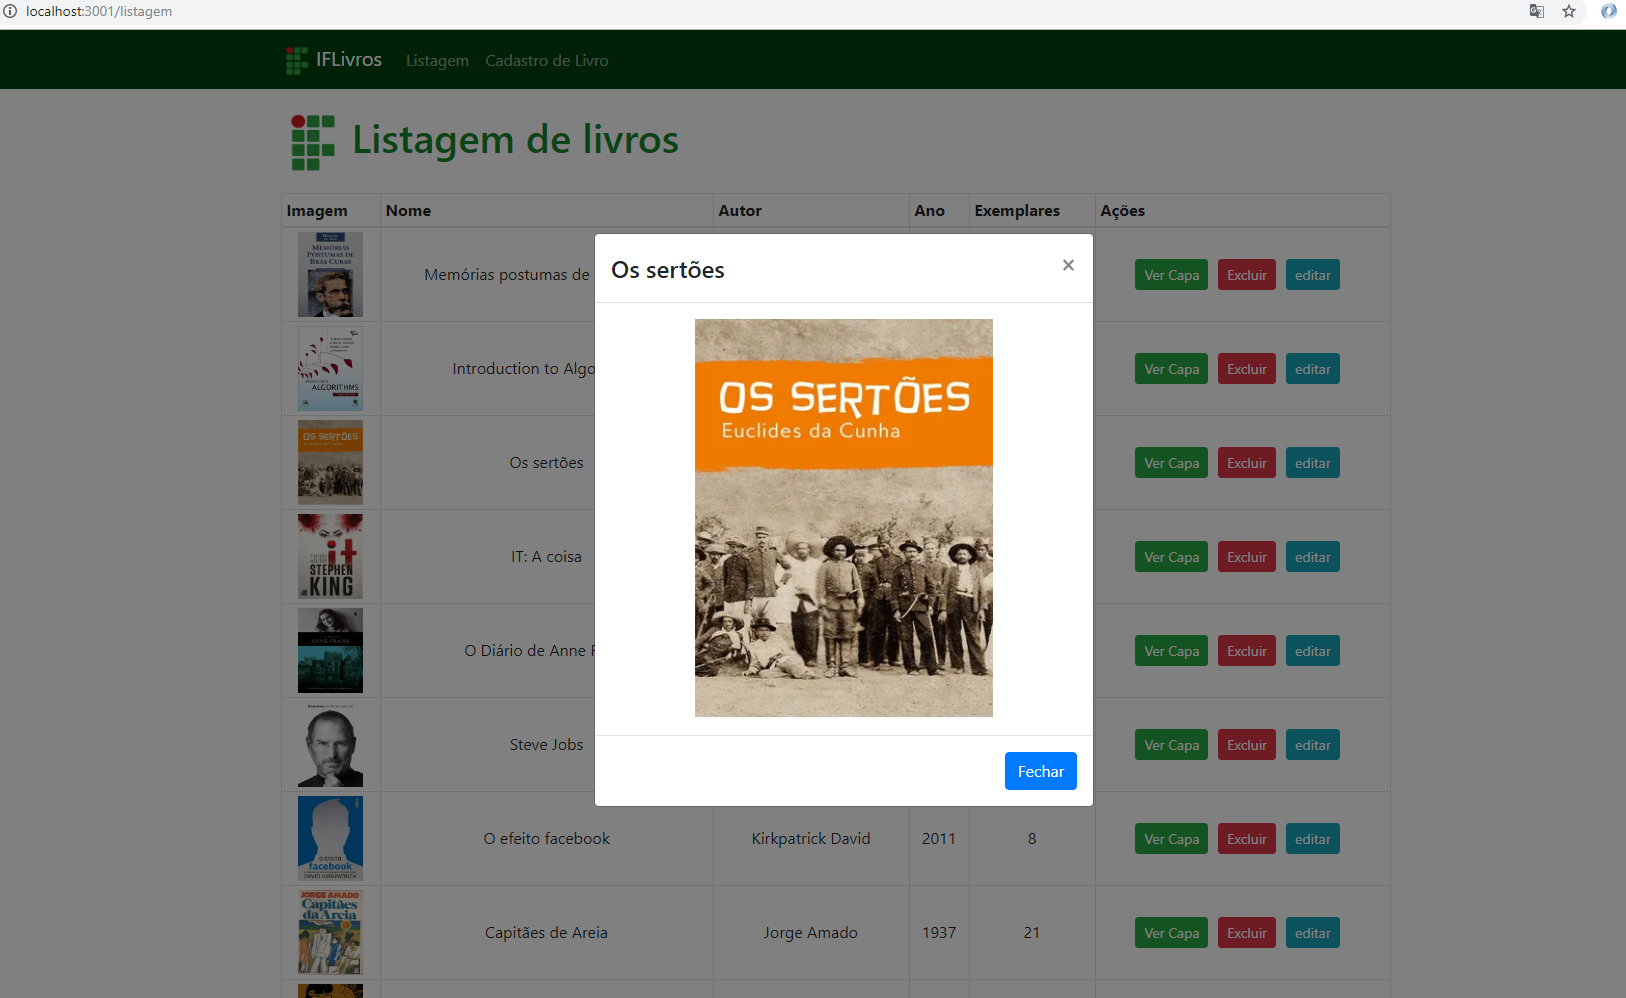 localhost:3001/listagem
IFLivros Listagem Cadastro de Livro
Listagem de livros
Imagem Nome Autor Ano Exemplares Ações
MEMÓRIAS
PÓSTUMAS DE
BRÁS CUBAS
Memórias postumas de
Ver Capa Excluir editar
ALGORITHMS
Introduction to Algo
Ver Capa Excluir editar
OS SERTÕES
Os sertões
Ver Capa Excluir editar
it
STEPHEN
KING
IT: A coisa
Ver Capa Excluir editar
ANNE FRANK
O Diário de Anne F
Ver Capa Excluir editar
Steve Jobs
Ver Capa Excluir editar
O EFEITO
facebook
DAVID KIRKPATRICK
O efeito facebook Kirkpatrick David 2011 8
Ver Capa Excluir editar
JORGE AMADO
Capitães
da Areia
Capitães de Areia Jorge Amado 1937 21
Ver Capa Excluir editar
Os sertões ×
OS SERTÕES
Euclides da Cunha
Fechar